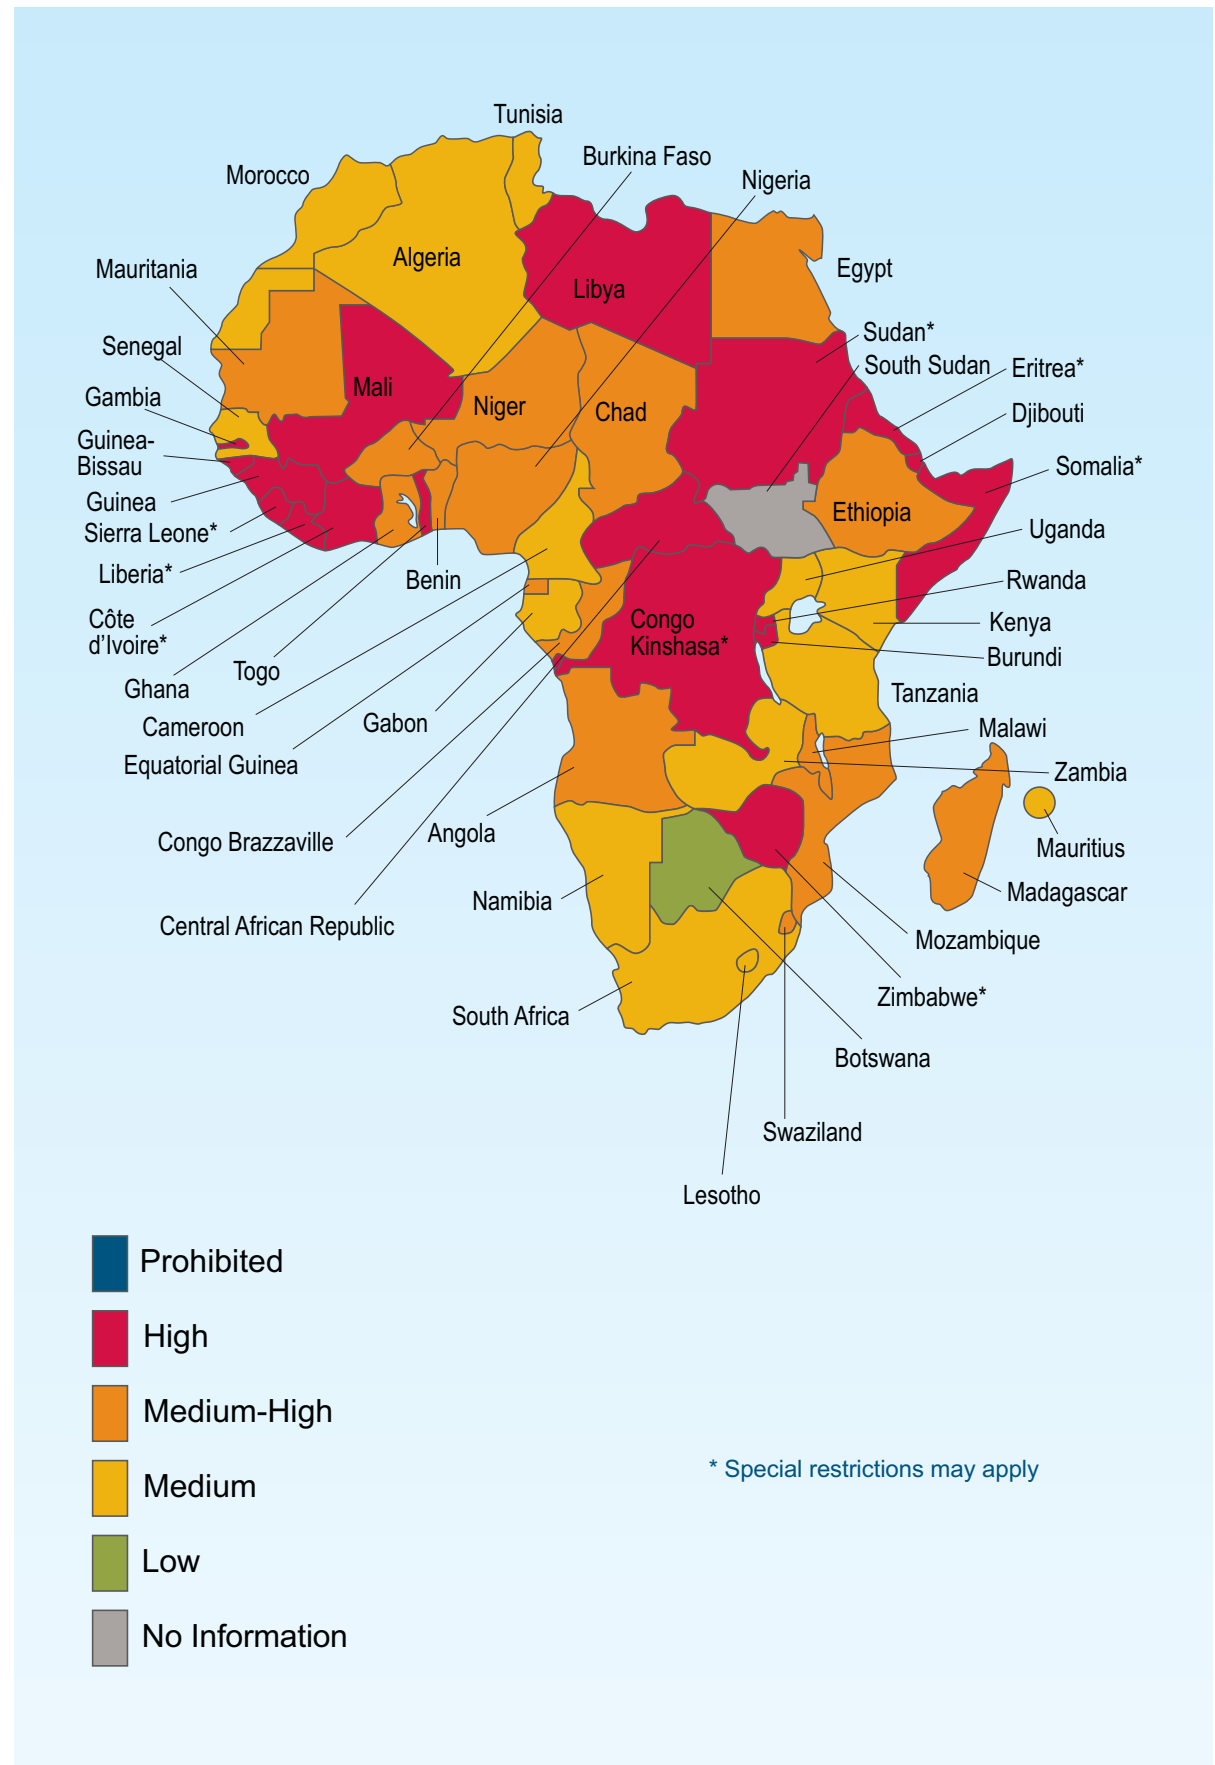 Tunisia
Burkina Faso
Morocco
Nigeria
Algeria
Mauritania
Egypt
Libya
Sudan*
Senegal
South Sudan
Eritrea*
Mali
Gambia
Niger
Chad
Djibouti
Guinea-
Bissau
Somalia*
Guinea
Ethiopia
Sierra Leone*
Uganda
Liberia*
Benin
Rwanda
Côte
d’Ivoire*
Congo
Kinshasa*
Kenya
Burundi
Togo
Ghana
Tanzania
Cameroon
Gabon
Malawi
Equatorial Guinea
Zambia
Angola
Congo Brazzaville
Mauritius
Namibia
Madagascar
Central African Republic
Mozambique
Zimbabwe*
South Africa
Botswana
Swaziland
Lesotho
Prohibited
High
Medium-High
Medium
Low
No Information
* Special restrictions may apply